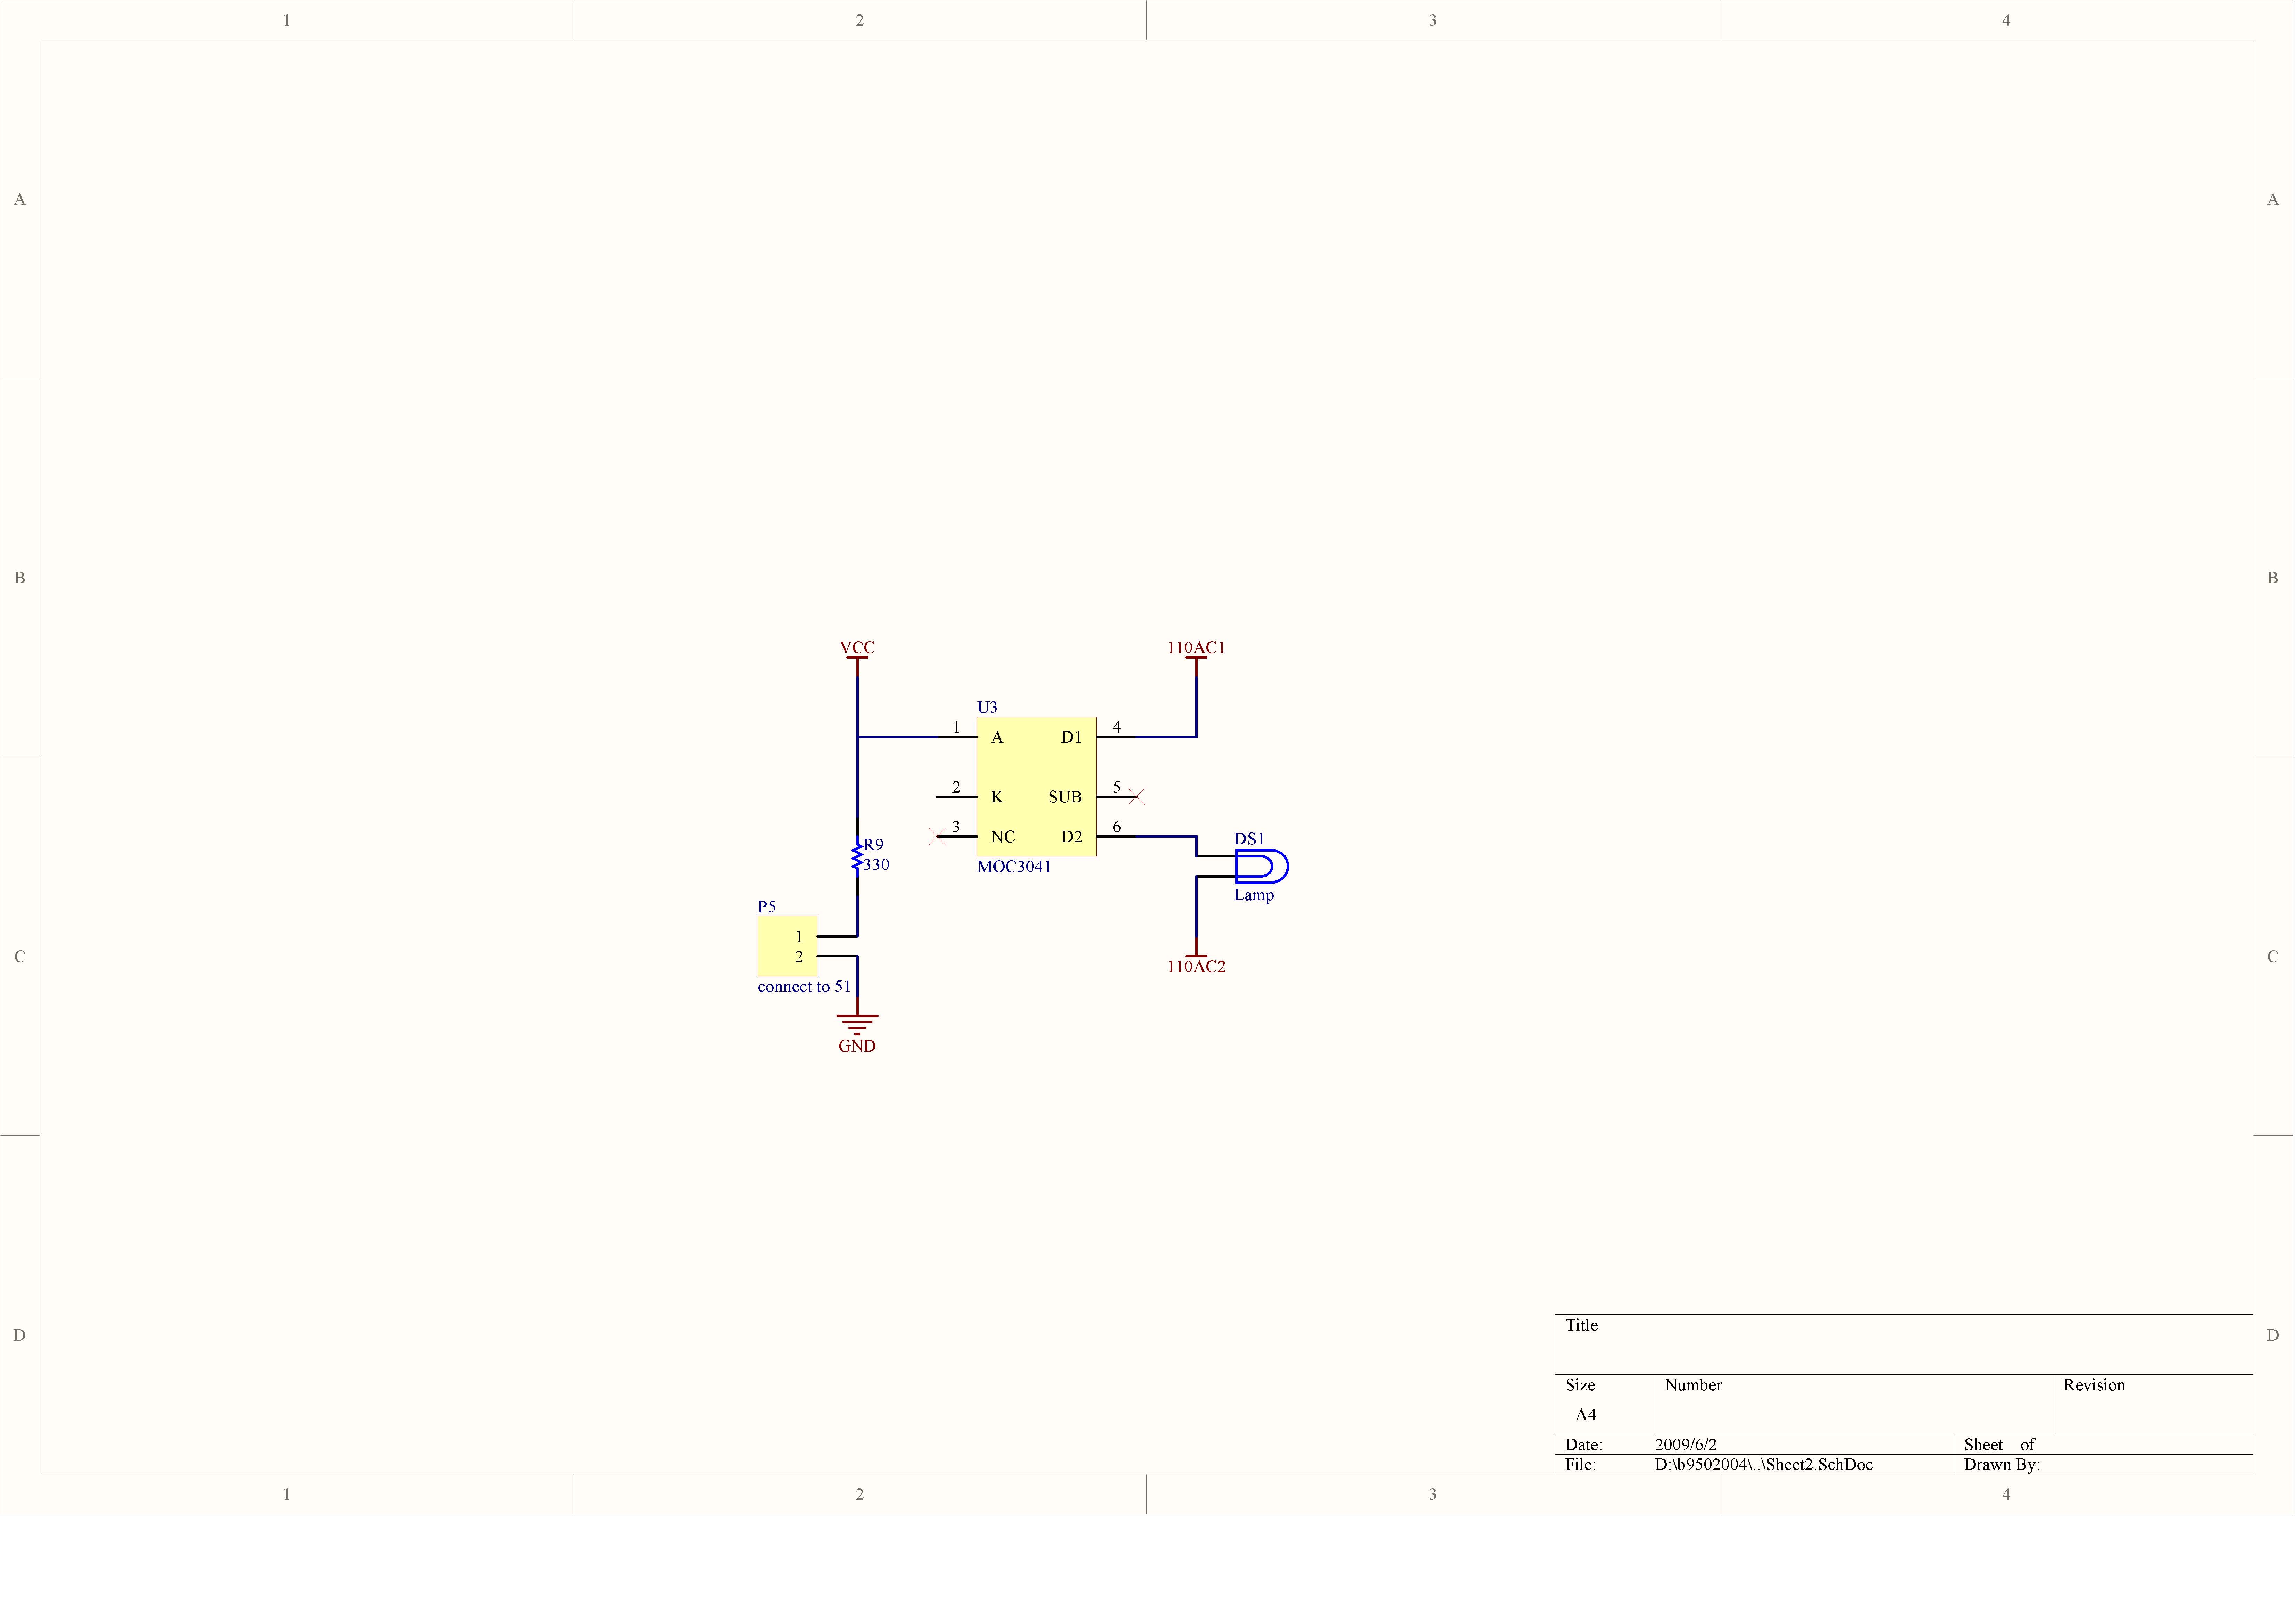 1 2 3 4
A A
B B
VCC 110AC1
U3
1 A D1 4
2 K SUB 5
3 NC D2 6
MOC3041
R9
330
DS1
Lamp
P5
1
2
connect to 51
110AC2
GND
C C
D D
Title
Size Number Revision
A4
Date: 2009/6/2 Sheet of
File: D:\b9502004\..\Sheet2.SchDoc Drawn By:
1 2 3 4